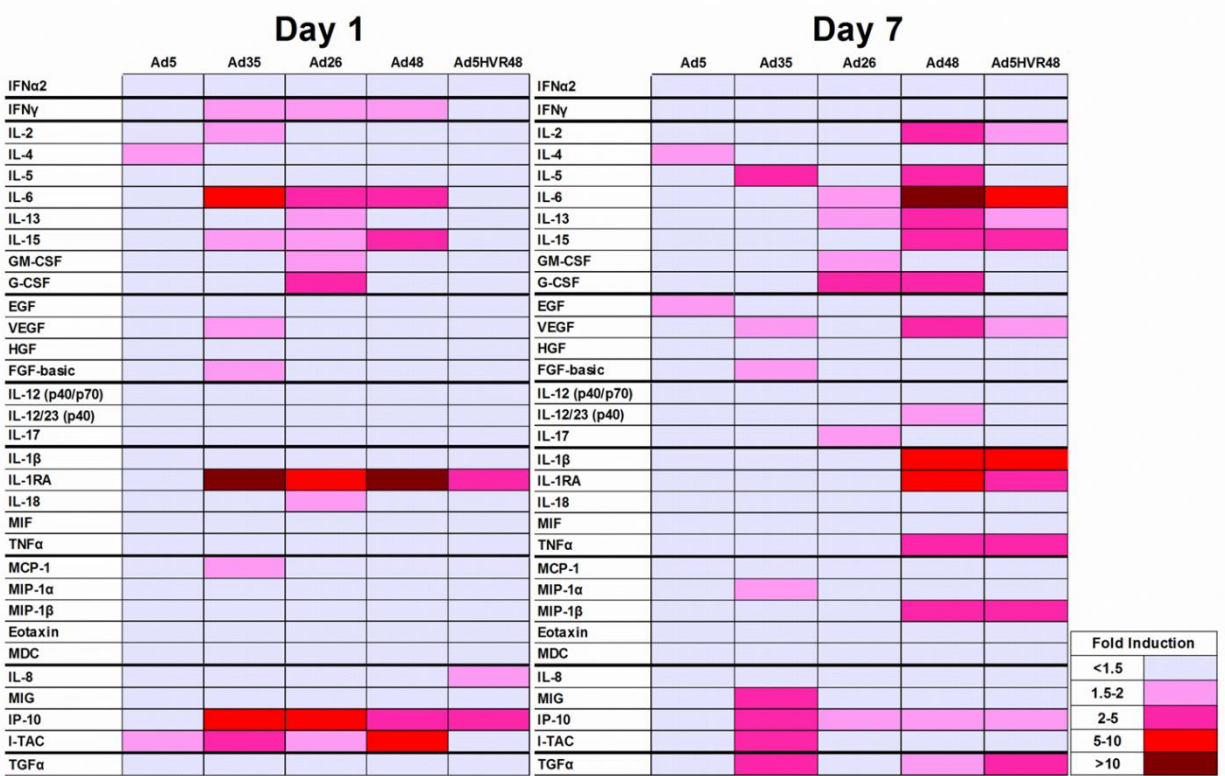 Day 1 Day 7
Ad5 Ad35 Ad26 Ad48 Ad5HVR48 Ad5 Ad35 Ad26 Ad48 Ad5HVR48
IFNα2 IFNα2
IFNγ IFNγ
IL-2 IL-2
IL-4 IL-4
IL-5 IL-5
IL-6 IL-6
IL-13 IL-13
IL-15 IL-15
GM-CSF GM-CSF
G-CSF G-CSF
EGF EGF
VEGF VEGF
HGF HGF
FGF-basic FGF-basic
IL-12 (p40/p70) IL-12 (p40/p70)
IL-12/23 (p40) IL-12/23 (p40)
IL-17 IL-17
IL-1β IL-1β
IL-1RA IL-1RA
IL-18 IL-18
MIF MIF
TNFα TNFα
MCP-1 MCP-1
MIP-1α MIP-1α
MIP-1β MIP-1β
Eotaxin Eotaxin
MDC MDC
IL-8 IL-8
MIG MIG
IP-10 IP-10
I-TAC I-TAC
TGFα TGFα
Fold Induction
<1.5
1.5-2
2-5
5-10
>10